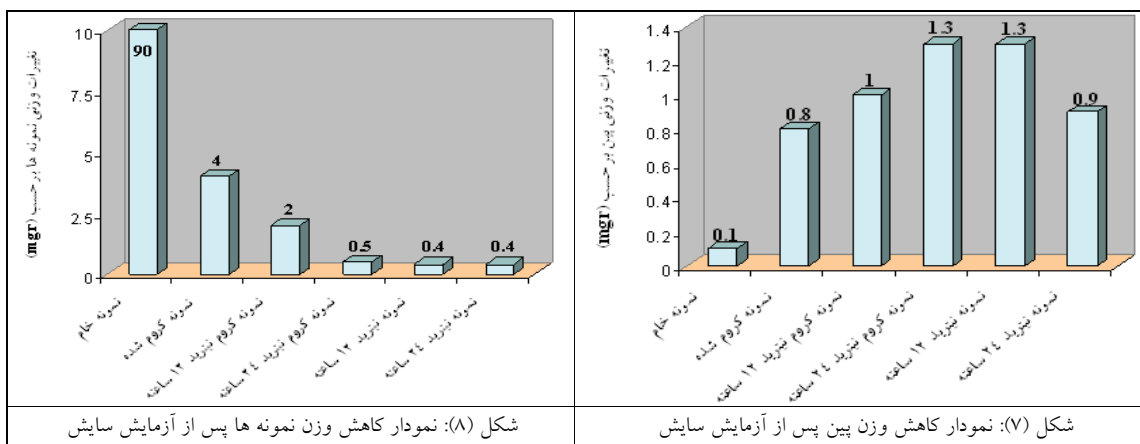 تغییرات وزنی پین بر حسب (mgr)
1.4
1.2
1
0.8
0.6
0.4
0.2
0
0.1
0.8
1
1.3
1.3
0.9
نمونه خام
نمونه کروم شده
نمونه کروم نیترید ۱۲ ساعته
نمونه کروم نیترید ۲٤ ساعته
نمونه نیترید ۱۲ ساعته
نمونه نیترید ۲٤ ساعته
شکل (۷): نمودار کاهش وزن پین پس از آزمایش سایش
تغییرات وزنی نمونه ها بر حسب (mgr)
10
7.5
5
2.5
0
90
4
2
0.5
0.4
0.4
نمونه خام
نمونه کروم شده
نمونه کروم نیترید ۱۲ ساعته
نمونه کروم نیترید ۲٤ ساعته
نمونه نیترید ۱۲ ساعته
نمونه نیترید ۲٤ ساعته
شکل (۸): نمودار کاهش وزن نمونه ها پس از آزمایش سایش